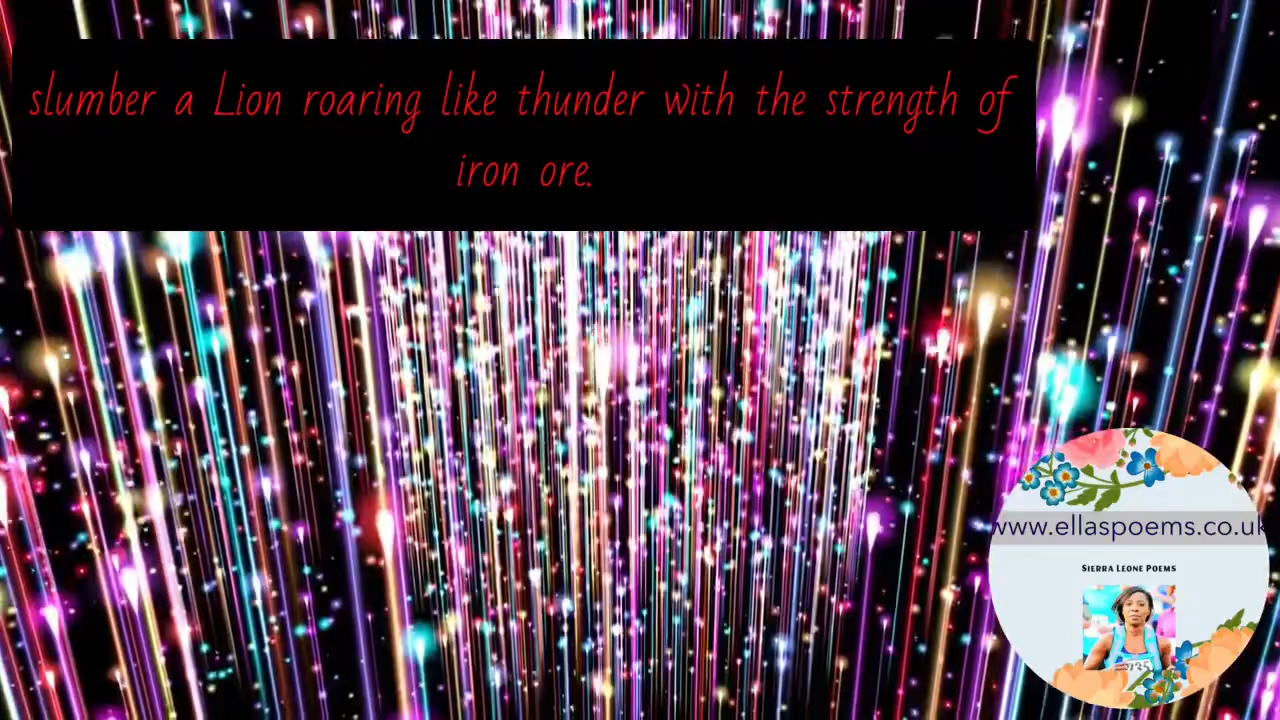 slumber a Lion roaring like thunder with the strength of
iron ore.
www.ellaspoems.co.uk
Sierra Leone Poems